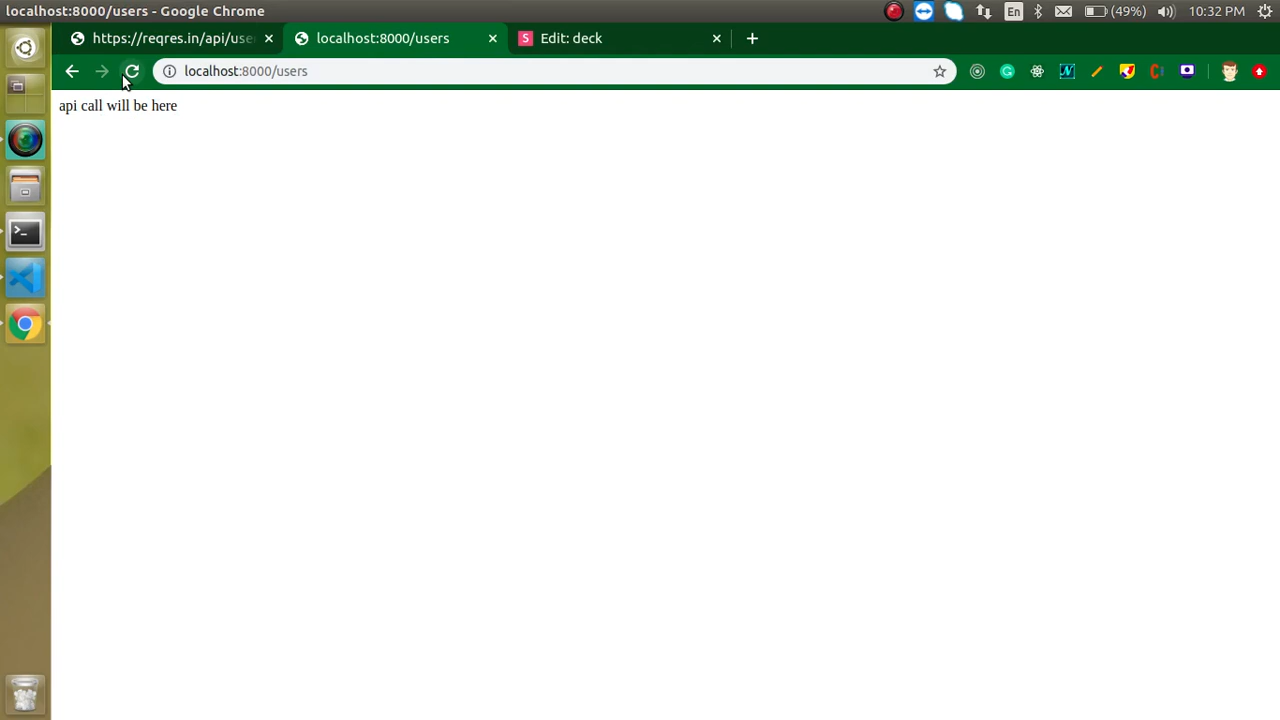 localhost:8000/users - Google Chrome
En
(49%)
10:32 PM
https://reqres.in/api/use
localhost:8000/users
S
Edit: deck
localhost:8000/users
api call will be here